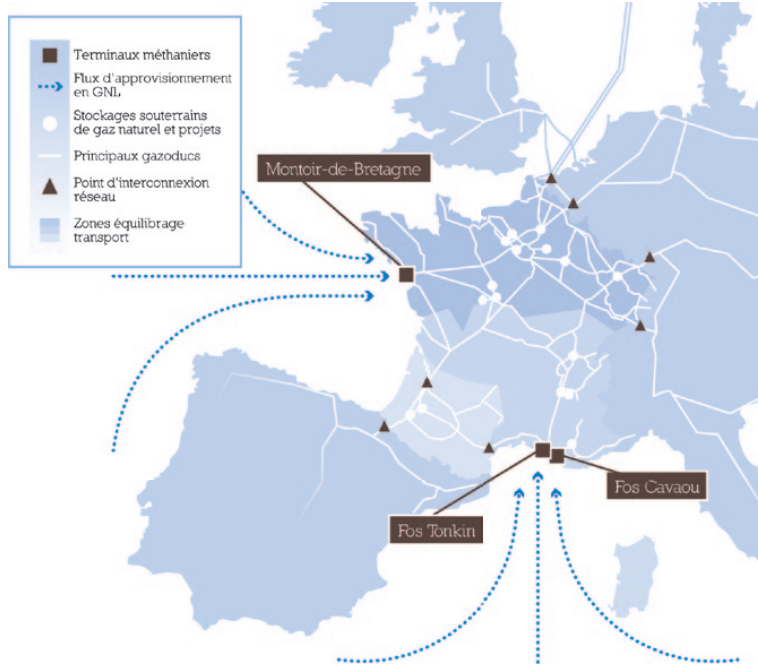 Terminaux méthaniers
Flux d'approvisionnement
en GNL
Stockages souterrains
de gaz naturel et projets
Principaux gazoducs
Point d'interconnexion
réseau
Zones équilibrage
transport
Montoir-de-Bretagne
Fos Cavaou
Fos Tonkin